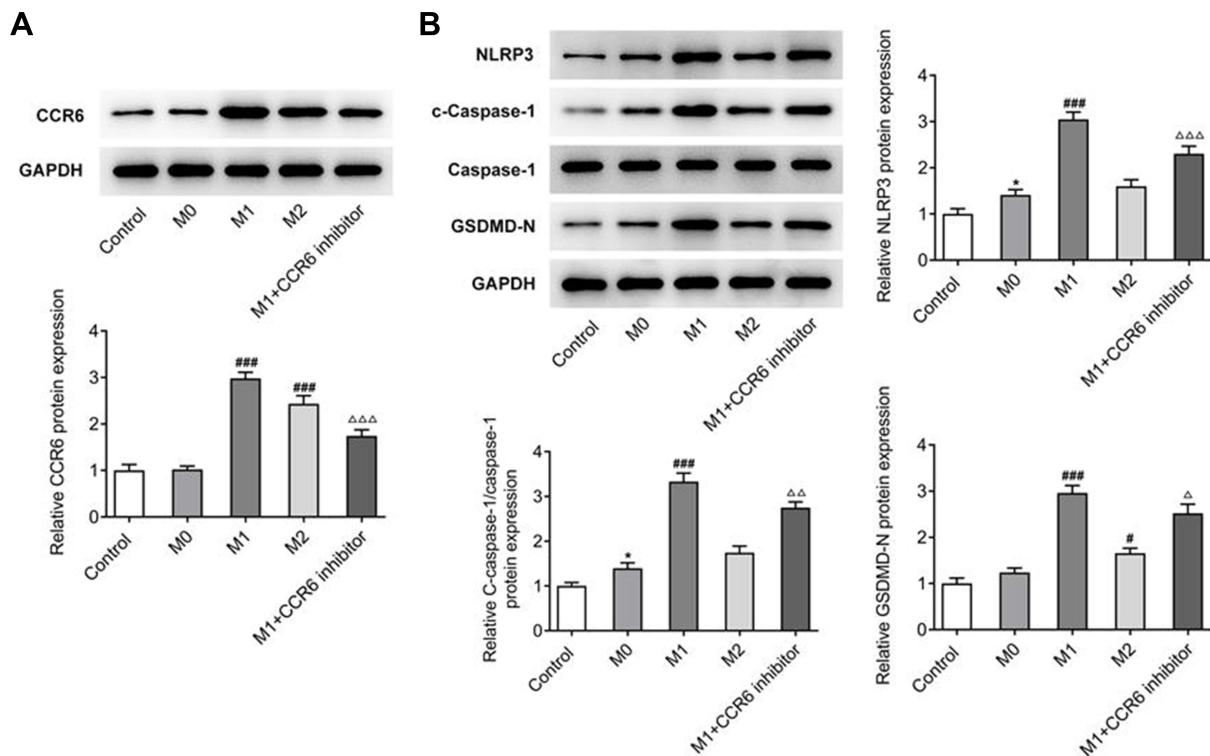 A
CCR6
GAPDH
Control
M0
M1
M2
M1+CCR6 inhibitor
Relative CCR6 protein expression
4
3
2
1
0
###
###
△△△
Control
M0
M1
M2
M1+CCR6 inhibitor
B
NLRP3
c-Caspase-1
Caspase-1
GSDMD-N
GAPDH
Control
M0
M1
M2
M1+CCR6 inhibitor
Relative NLRP3 protein expression
4
3
2
1
0
*
###
△△△
Control
M0
M1
M2
M1+CCR6 inhibitor
Relative C-caspase-1/caspase-1
protein expression
4
3
2
1
0
*
###
△△
Control
M0
M1
M2
M1+CCR6 inhibitor
Relative GSDMD-N protein expression
4
3
2
1
0
###
#
△
Control
M0
M1
M2
M1+CCR6 inhibitor